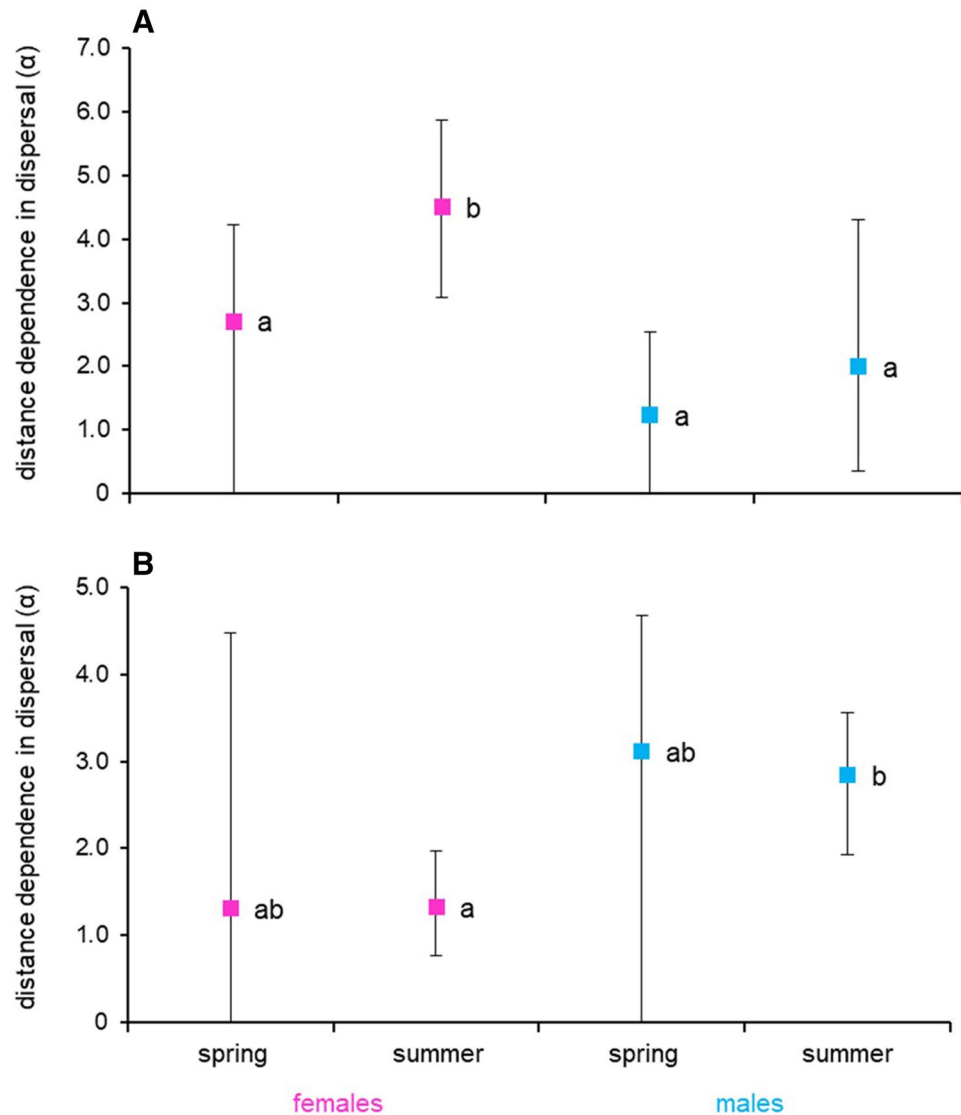 A
distance dependence in dispersal (α)
7.0
6.0
5.0
4.0
3.0
2.0
1.0
0
a
b
a
a
B
distance dependence in dispersal (α)
5.0
4.0
3.0
2.0
1.0
0
ab
a
ab
b
spring summer spring summer
females males